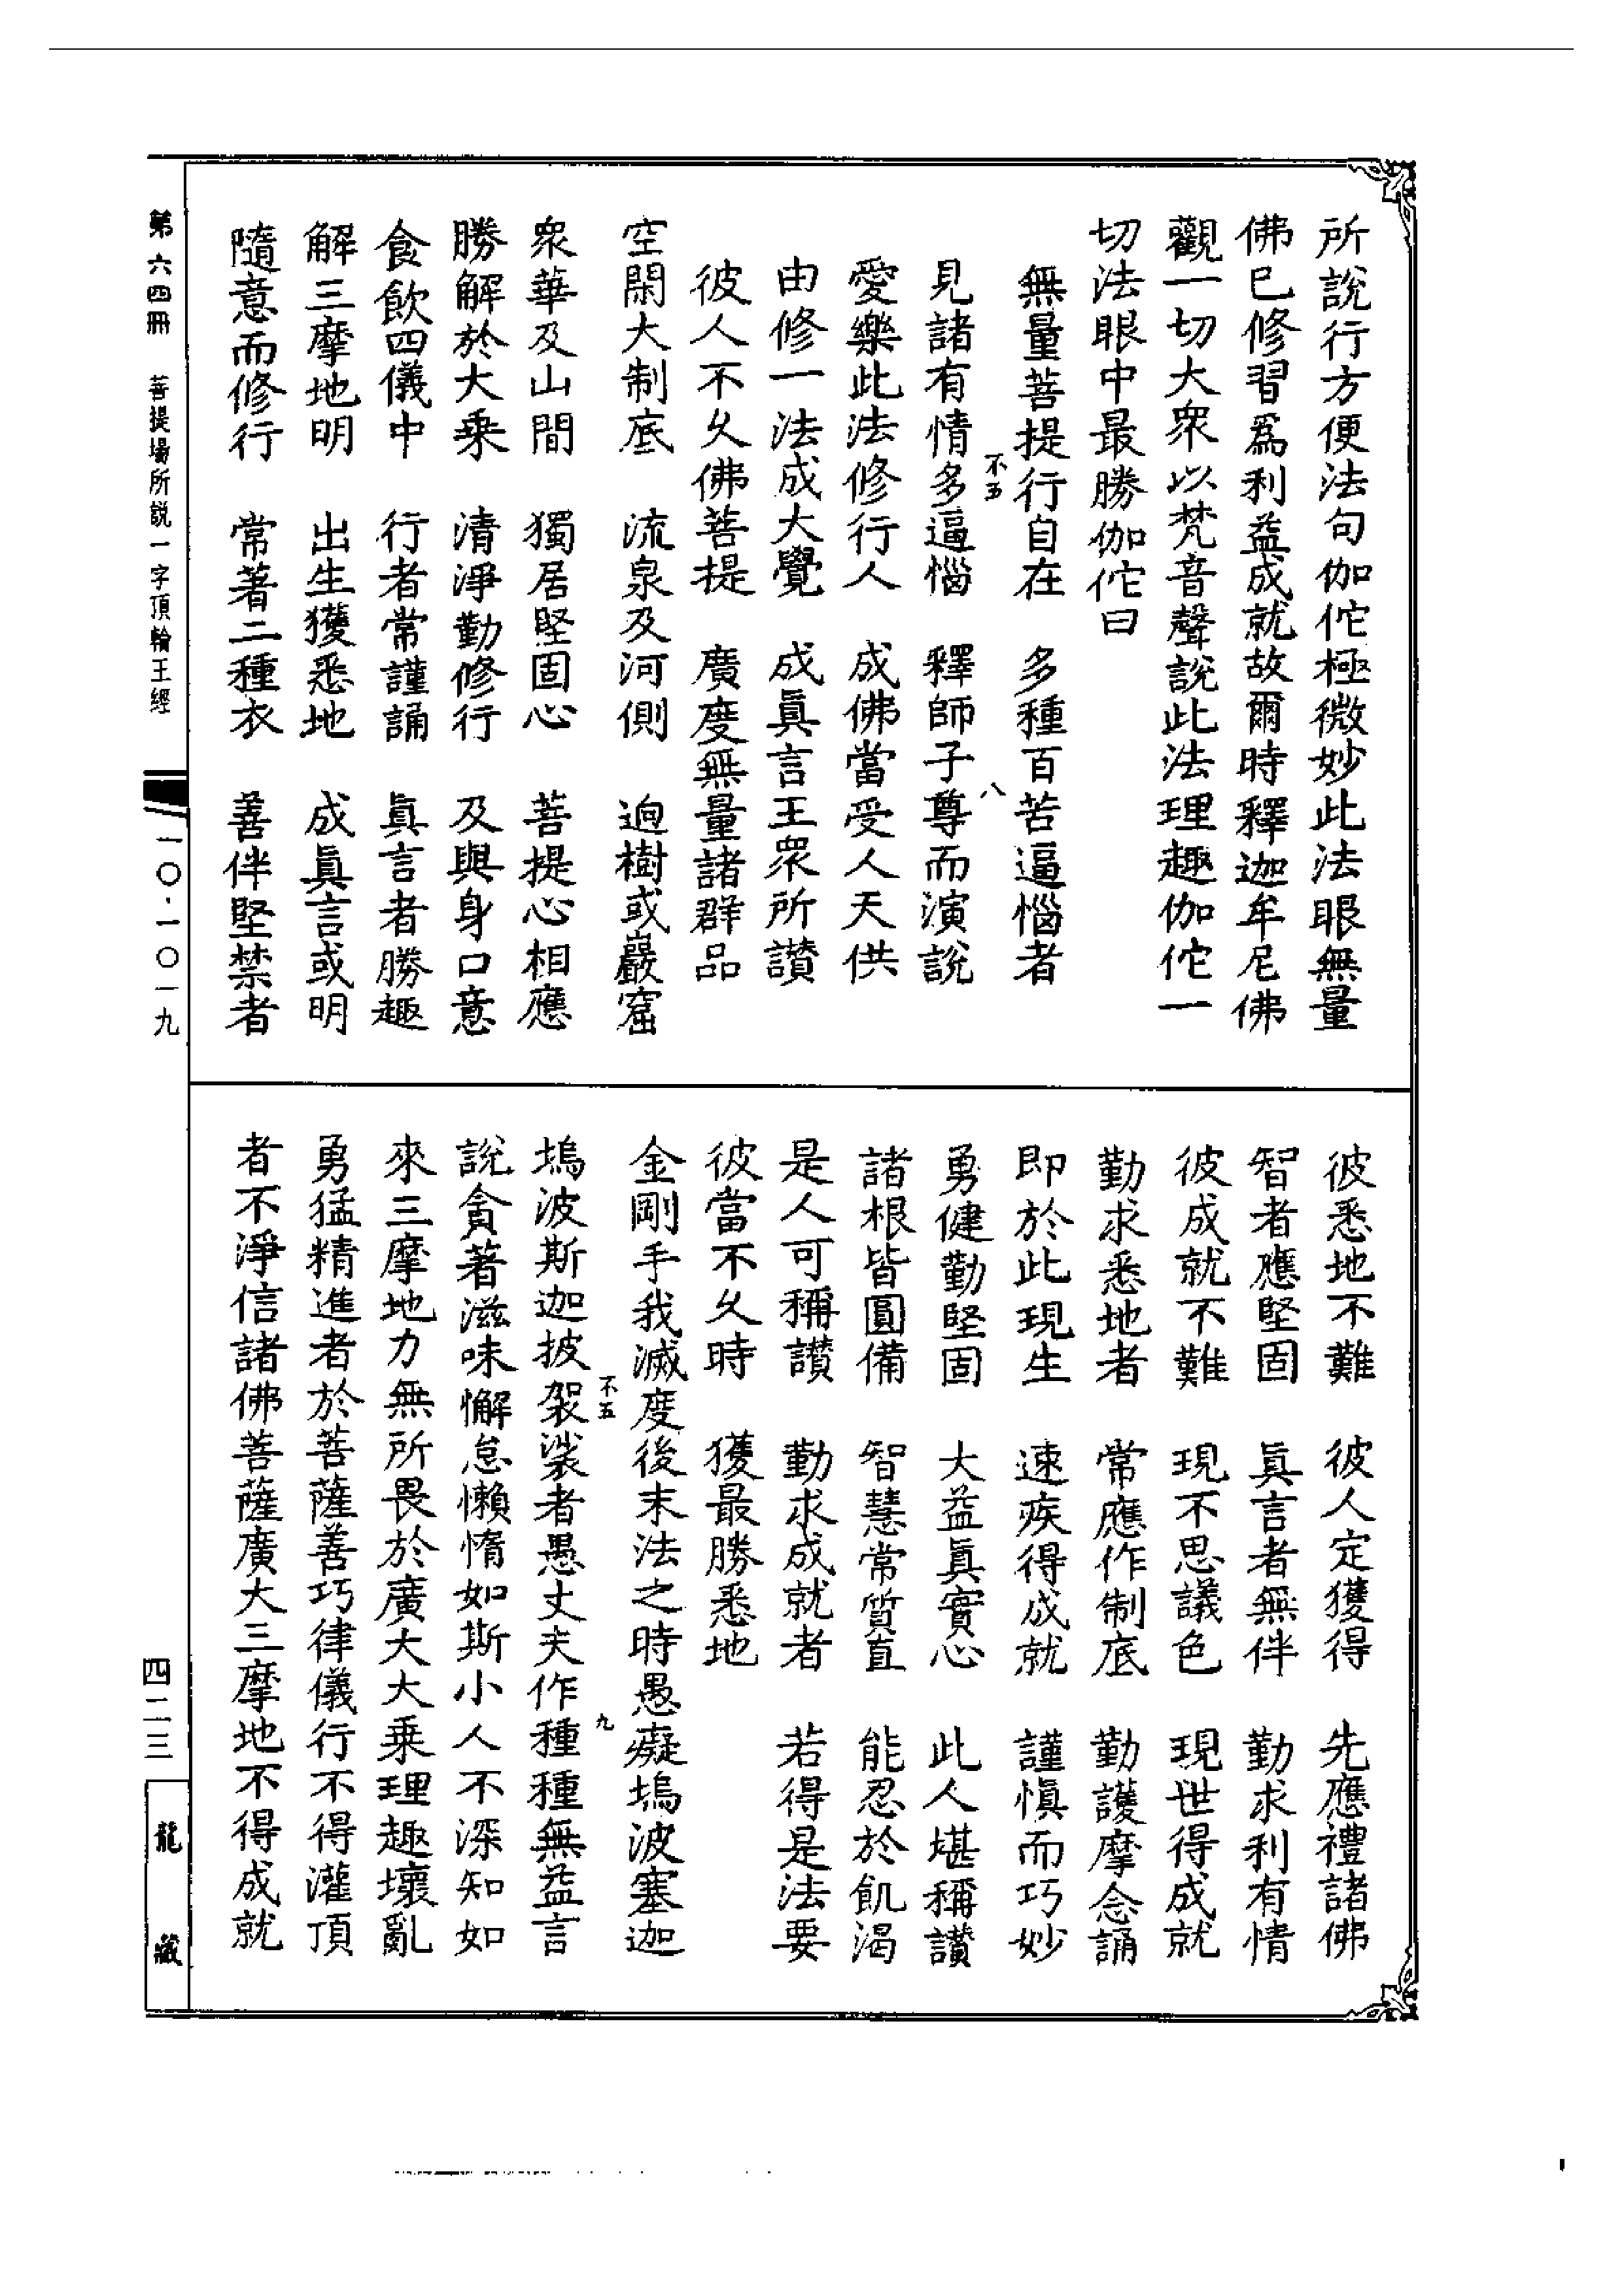 所說行方便法句伽佗極微妙此法眼無量
佛已修習爲利益成就故爾時釋迦牟尼佛
觀一切大衆以梵音聲說此法理趣伽佗一
切法眼中最勝伽佗曰
無量菩提行自在　多種百苦逼惱者
不五　八
見諸有情多逼惱　釋師子尊而演說
愛樂此法修行人　成佛當受人天供
由修一法成大覺　成眞言王衆所讚
彼人不久佛菩提　廣度無量諸群品
空閑大制底　流泉及河側　逈樹或巖窟
衆華及山間　獨居堅固心　菩提心相應
勝解於大乗　清淨勤修行　及與身口意
食飲四儀中　行者常謹誦　眞言者勝趣
解三摩地明　出生獲悉地　成眞言或明
隨意而修行　常著二種衣　善伴堅禁者
彼悉地不難　彼人定獲得　先應禮諸佛
智者應堅固　眞言者無伴　勤求利有情
彼成就不難　現不思議色　現世得成就
勤求悉地者　常應作制底　勤護摩念誦
即於此現生　速疾得成就　謹愼而巧妙
勇健勤堅固　大益眞實心　此人堪稱讃
諸根皆圓備　智慧常質直　能忍於飢渴
是人可稱讃　勤求成就者　若得是法要
彼當不久時　獲最勝悉地
金剛手我滅度後末法之時愚癡塢波塞迦
不五　九
塢波斯迦披袈裟者愚丈夫作種種無益言
說貪著滋味懈怠懶惰如斯小人不深知如
來三摩地力無所畏於廣大大乗理趣壞亂
勇猛精進者於菩薩善巧律儀行不得灌頂
者不淨信諸佛菩薩廣大三摩地不得成就
第六四冊　菩提場所説一字頂輪王經
一〇·一〇一九
四二三
龍藏